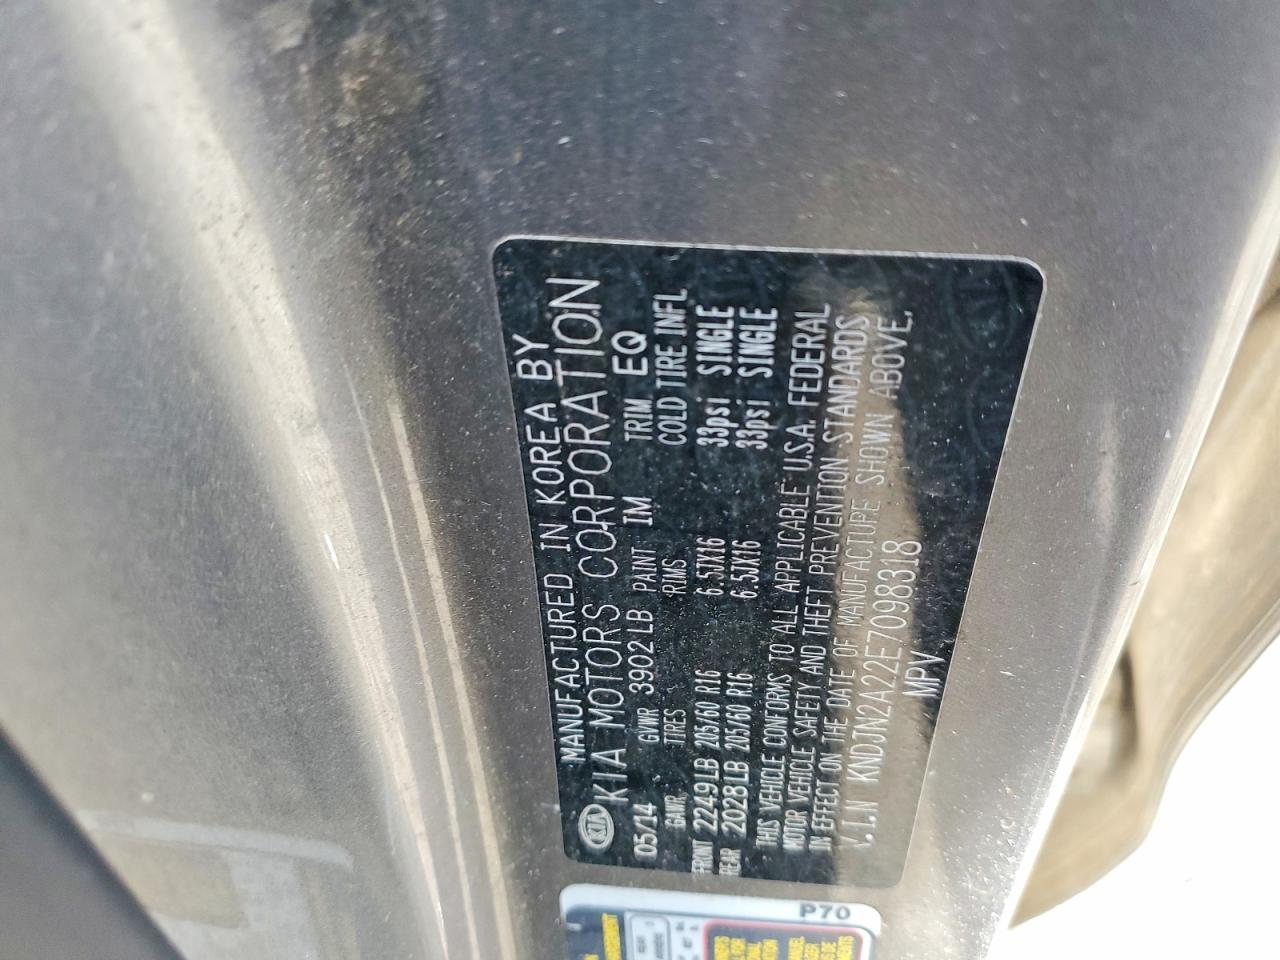 KIA
MANUFACTURED IN KOREA BY
KIA MOTORS CORPORATION
05/14 GVWR 3902LB PAINT IM TRIM EQ
GAWR TIRES RIMS COLD TIRE INFL
FRONT 2249LB 205/60 R16 6.5JX16 33psi SINGLE
REAR 2028LB 205/60 R16 6.5JX16 33psi SINGLE
THIS VEHICLE CONFORMS TO ALL APPLICABLE U.S.A. FEDERAL
MOTOR VEHICLE SAFETY AND THEFT PREVENTION STANDARDS
IN EFFECT ON THE DATE OF MANUFACTURE SHOWN ABOVE.
V.I.N KNDJN2A22E7098318
MPV
P70